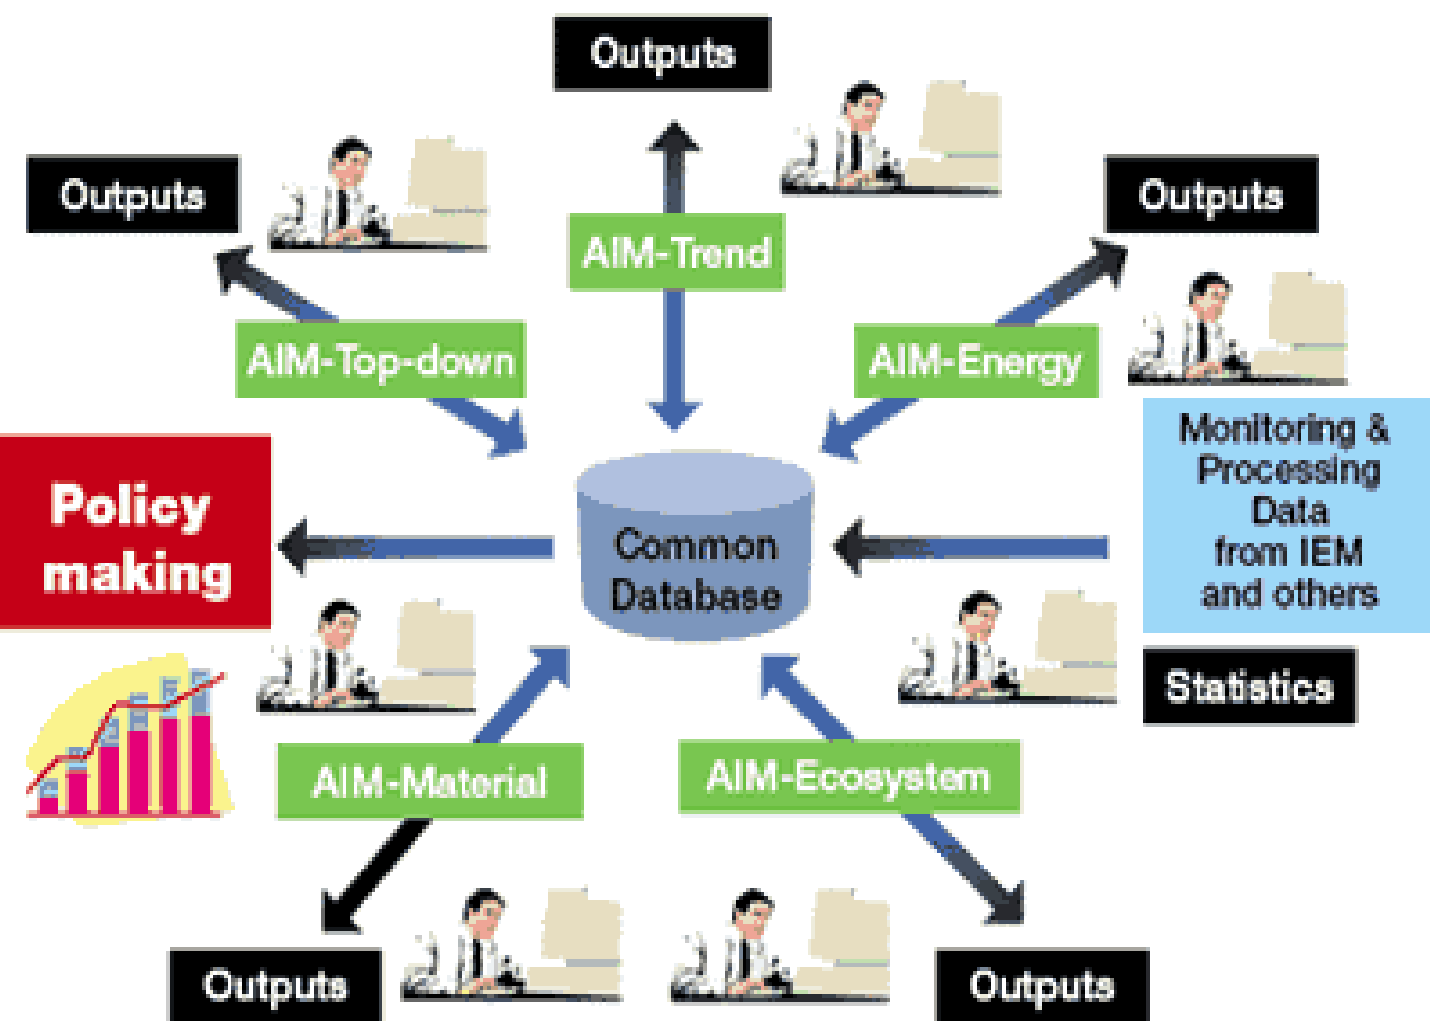 Outputs
Outputs
Outputs
AIM-Trend
AIM-Top-down
AIM-Energy
Policy
making
Common
Database
Monitoring &
Processing
Data
from IEM
and others
Statistics
AIM-Material
AIM-Ecosystem
Outputs
Outputs